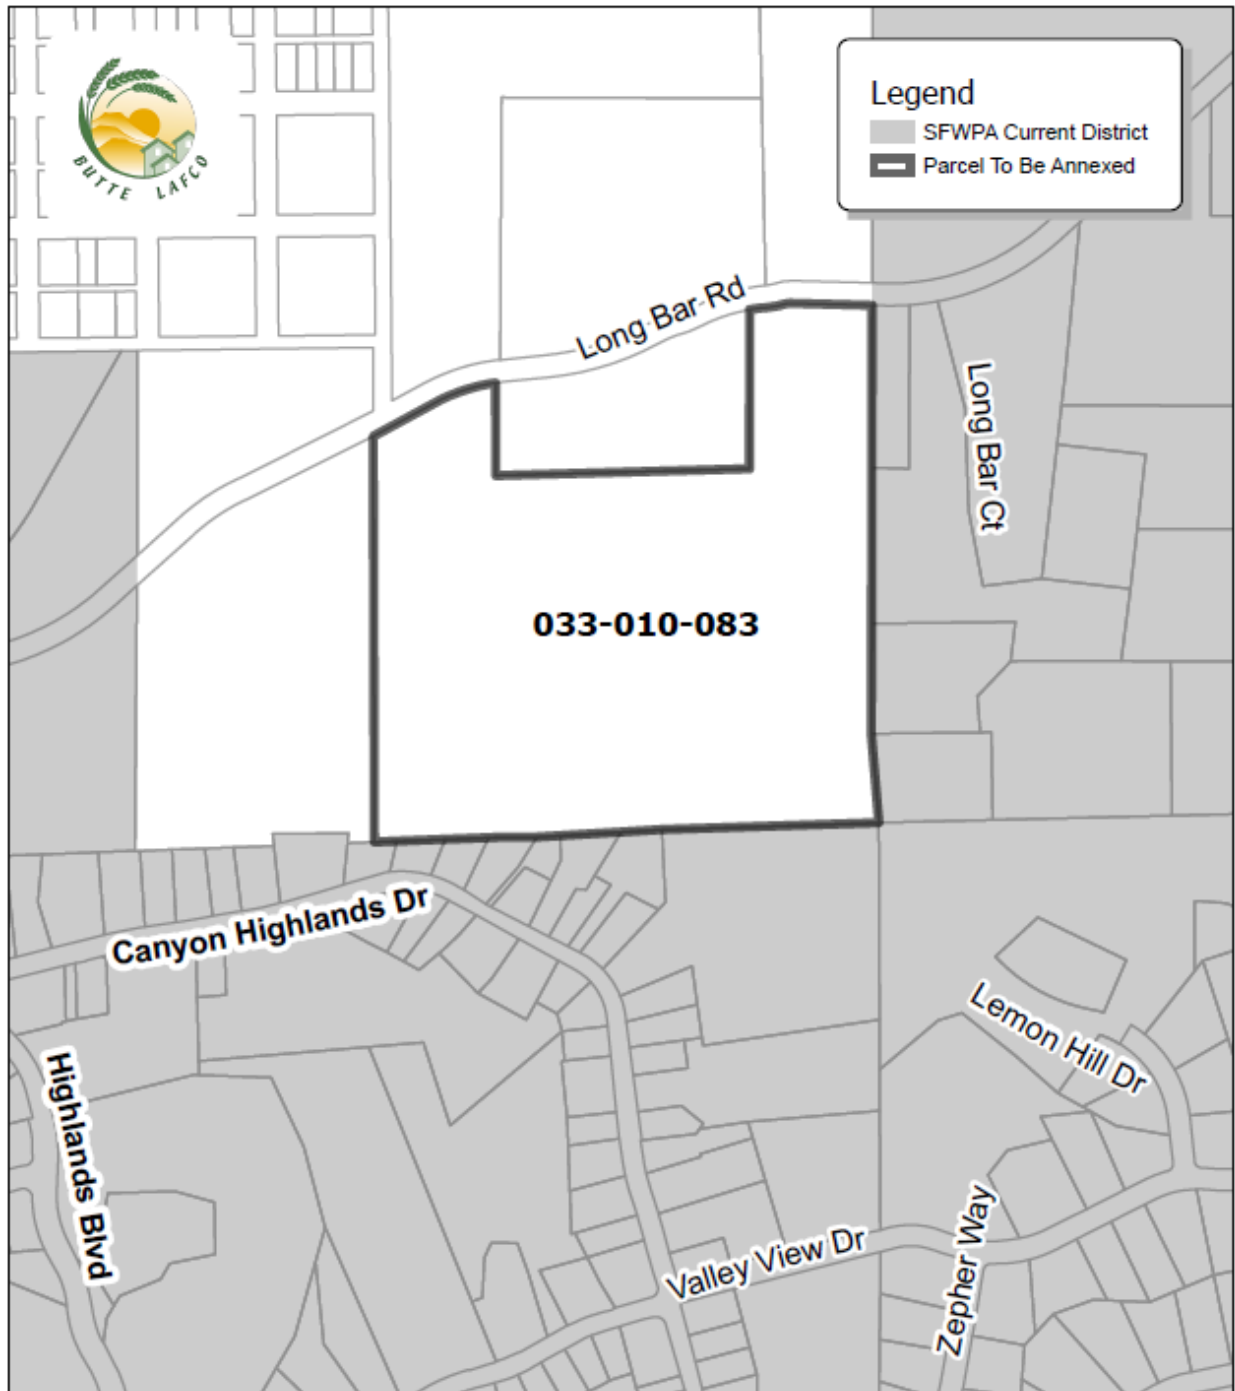 BUTTE LAFCO
Legend
SFWPA Current District
Parcel To Be Annexed
Long Bar Rd
Long Bar Ct
033-010-083
Canyon Highlands Dr
Lemon Hill Dr
Highlands Blvd
Valley View Dr
Zepher Way